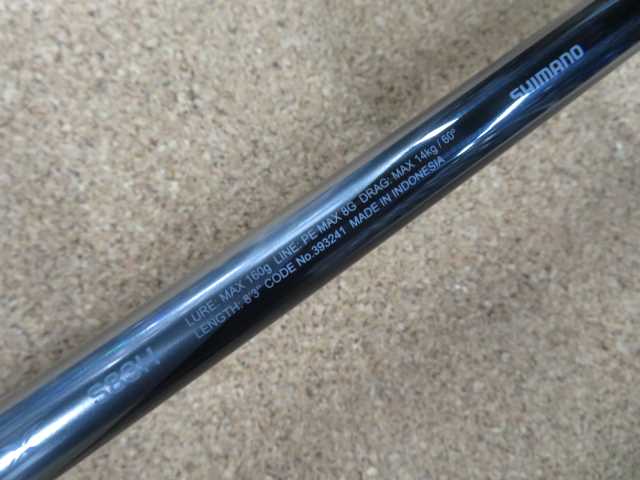 S83H
LURE: MAX 160g LINE: PE MAX 8G DRAG: MAX 14kg / 60°
LENGTH: 8'3" CODE No.393241 MADE IN INDONESIA
SHIMANO